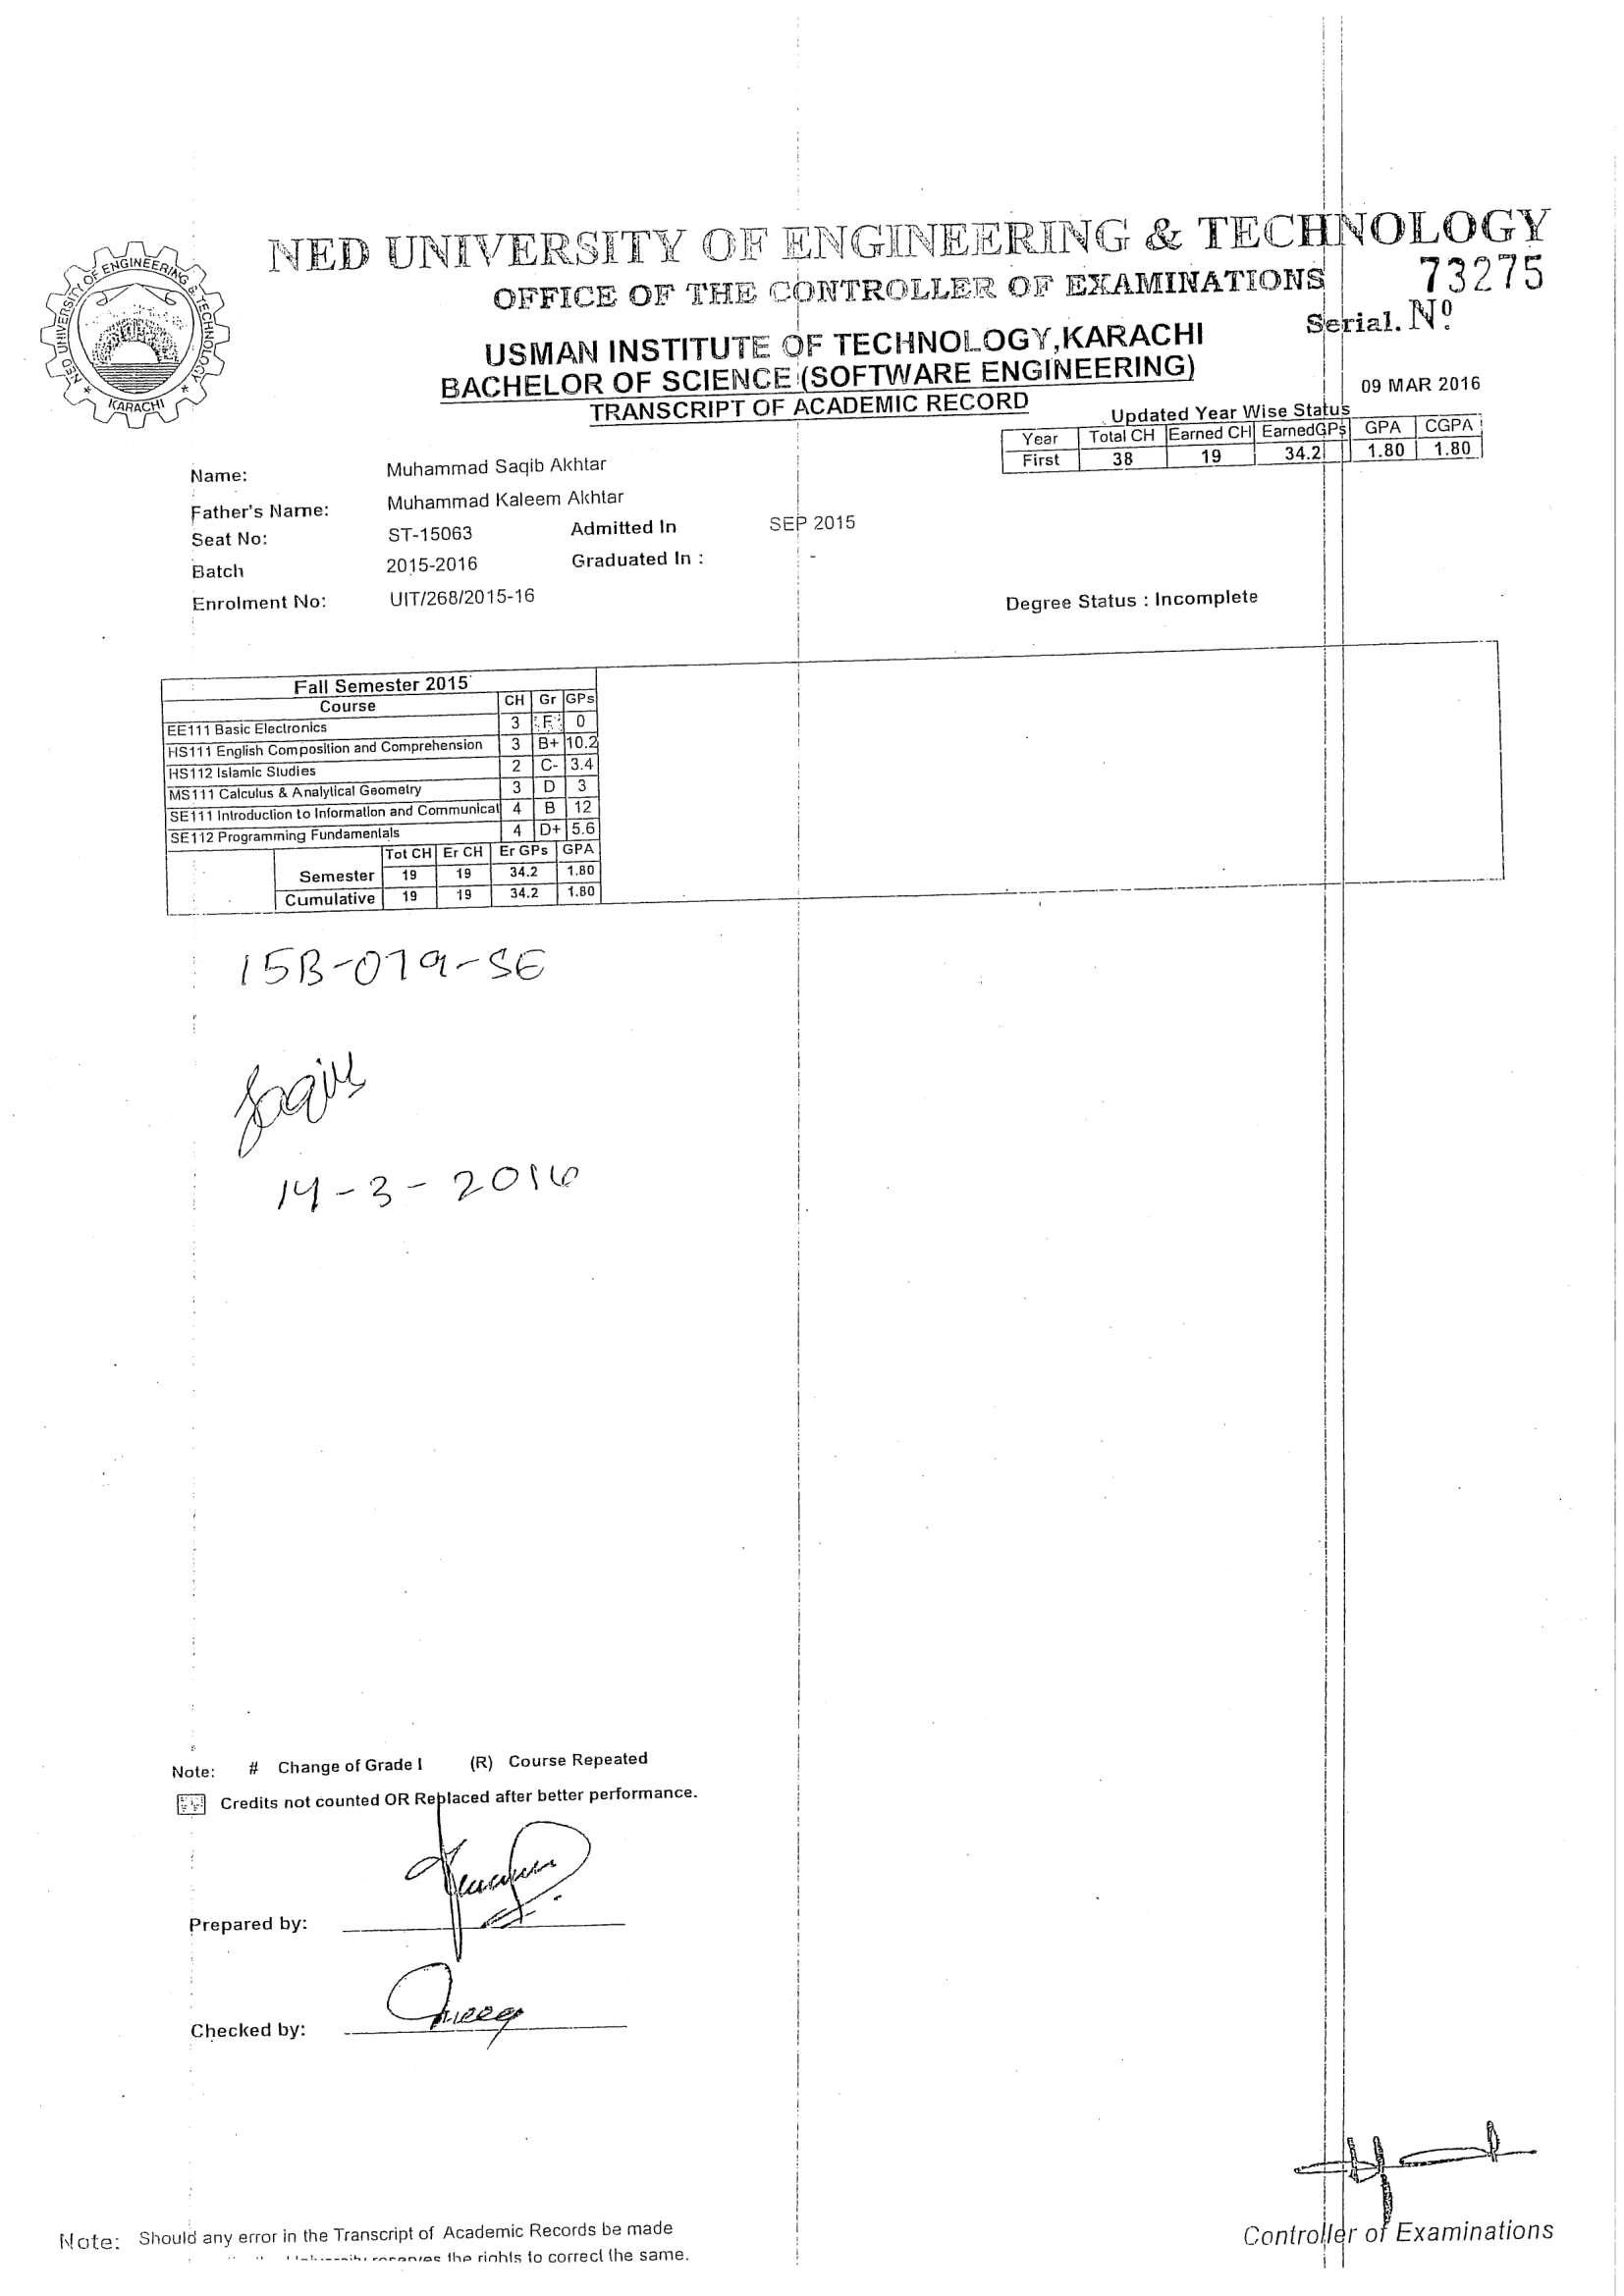 NED UNIVERSITY OF ENGINEERING & TECHNOLOGY
NED UNIVERSITY OF ENGINEERING & TECHNOLOGY
KARACHI
OFFICE OF THE CONTROLLER OF EXAMINATIONS
73275
Serial. Nº
USMAN INSTITUTE OF TECHNOLOGY,KARACHI
BACHELOR OF SCIENCE (SOFTWARE ENGINEERING)
TRANSCRIPT OF ACADEMIC RECORD
09 MAR 2016
Updated Year Wise Status
Year Total CH Earned CH EarnedGPs GPA CGPA
First 38 19 34.2 1.80 1.80
Name: Muhammad Saqib Akhtar
Father's Name: Muhammad Kaleem Akhtar
Seat No: ST-15063 Admitted In SEP 2015
Batch 2015-2016 Graduated In : -
Enrolment No: UIT/268/2015-16
Degree Status : Incomplete
Fall Semester 2015
Course CH Gr GPs
EE111 Basic Electronics 3 F 0
HS111 English Composition and Comprehension 3 B+ 10.2
HS112 Islamic Studies 2 C- 3.4
MS111 Calculus & Analytical Geometry 3 D 3
SE111 Introduction to Information and Communicat 4 B 12
SE112 Programming Fundamentals 4 D+ 5.6
Tot CH Er CH Er GPs GPA
Semester 19 19 34.2 1.80
Cumulative 19 19 34.2 1.80
15B-079-SE
Saqib
14-3-2016
Note: # Change of Grade I (R) Course Repeated
Credits not counted OR Replaced after better performance.
Prepared by:
Checked by:
Controller of Examinations
Note: Should any error in the Transcript of Academic Records be made
reserves the rights to correct the same.